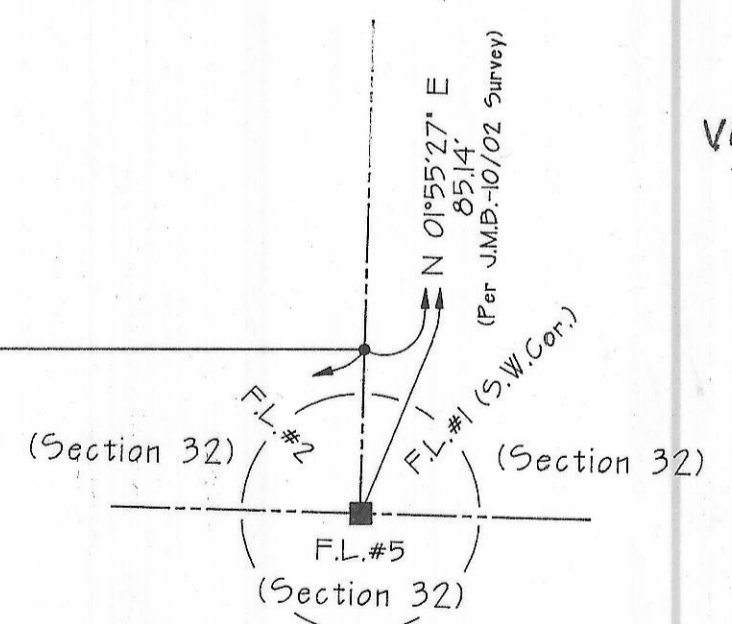 N 01°55'27" E
85.14'
(Per J.M.B.-10/02 Survey)
F.L.#2
F.L.#1 (S.W.Cor.)
(Section 32)
(Section 32)
F.L.#5
(Section 32)